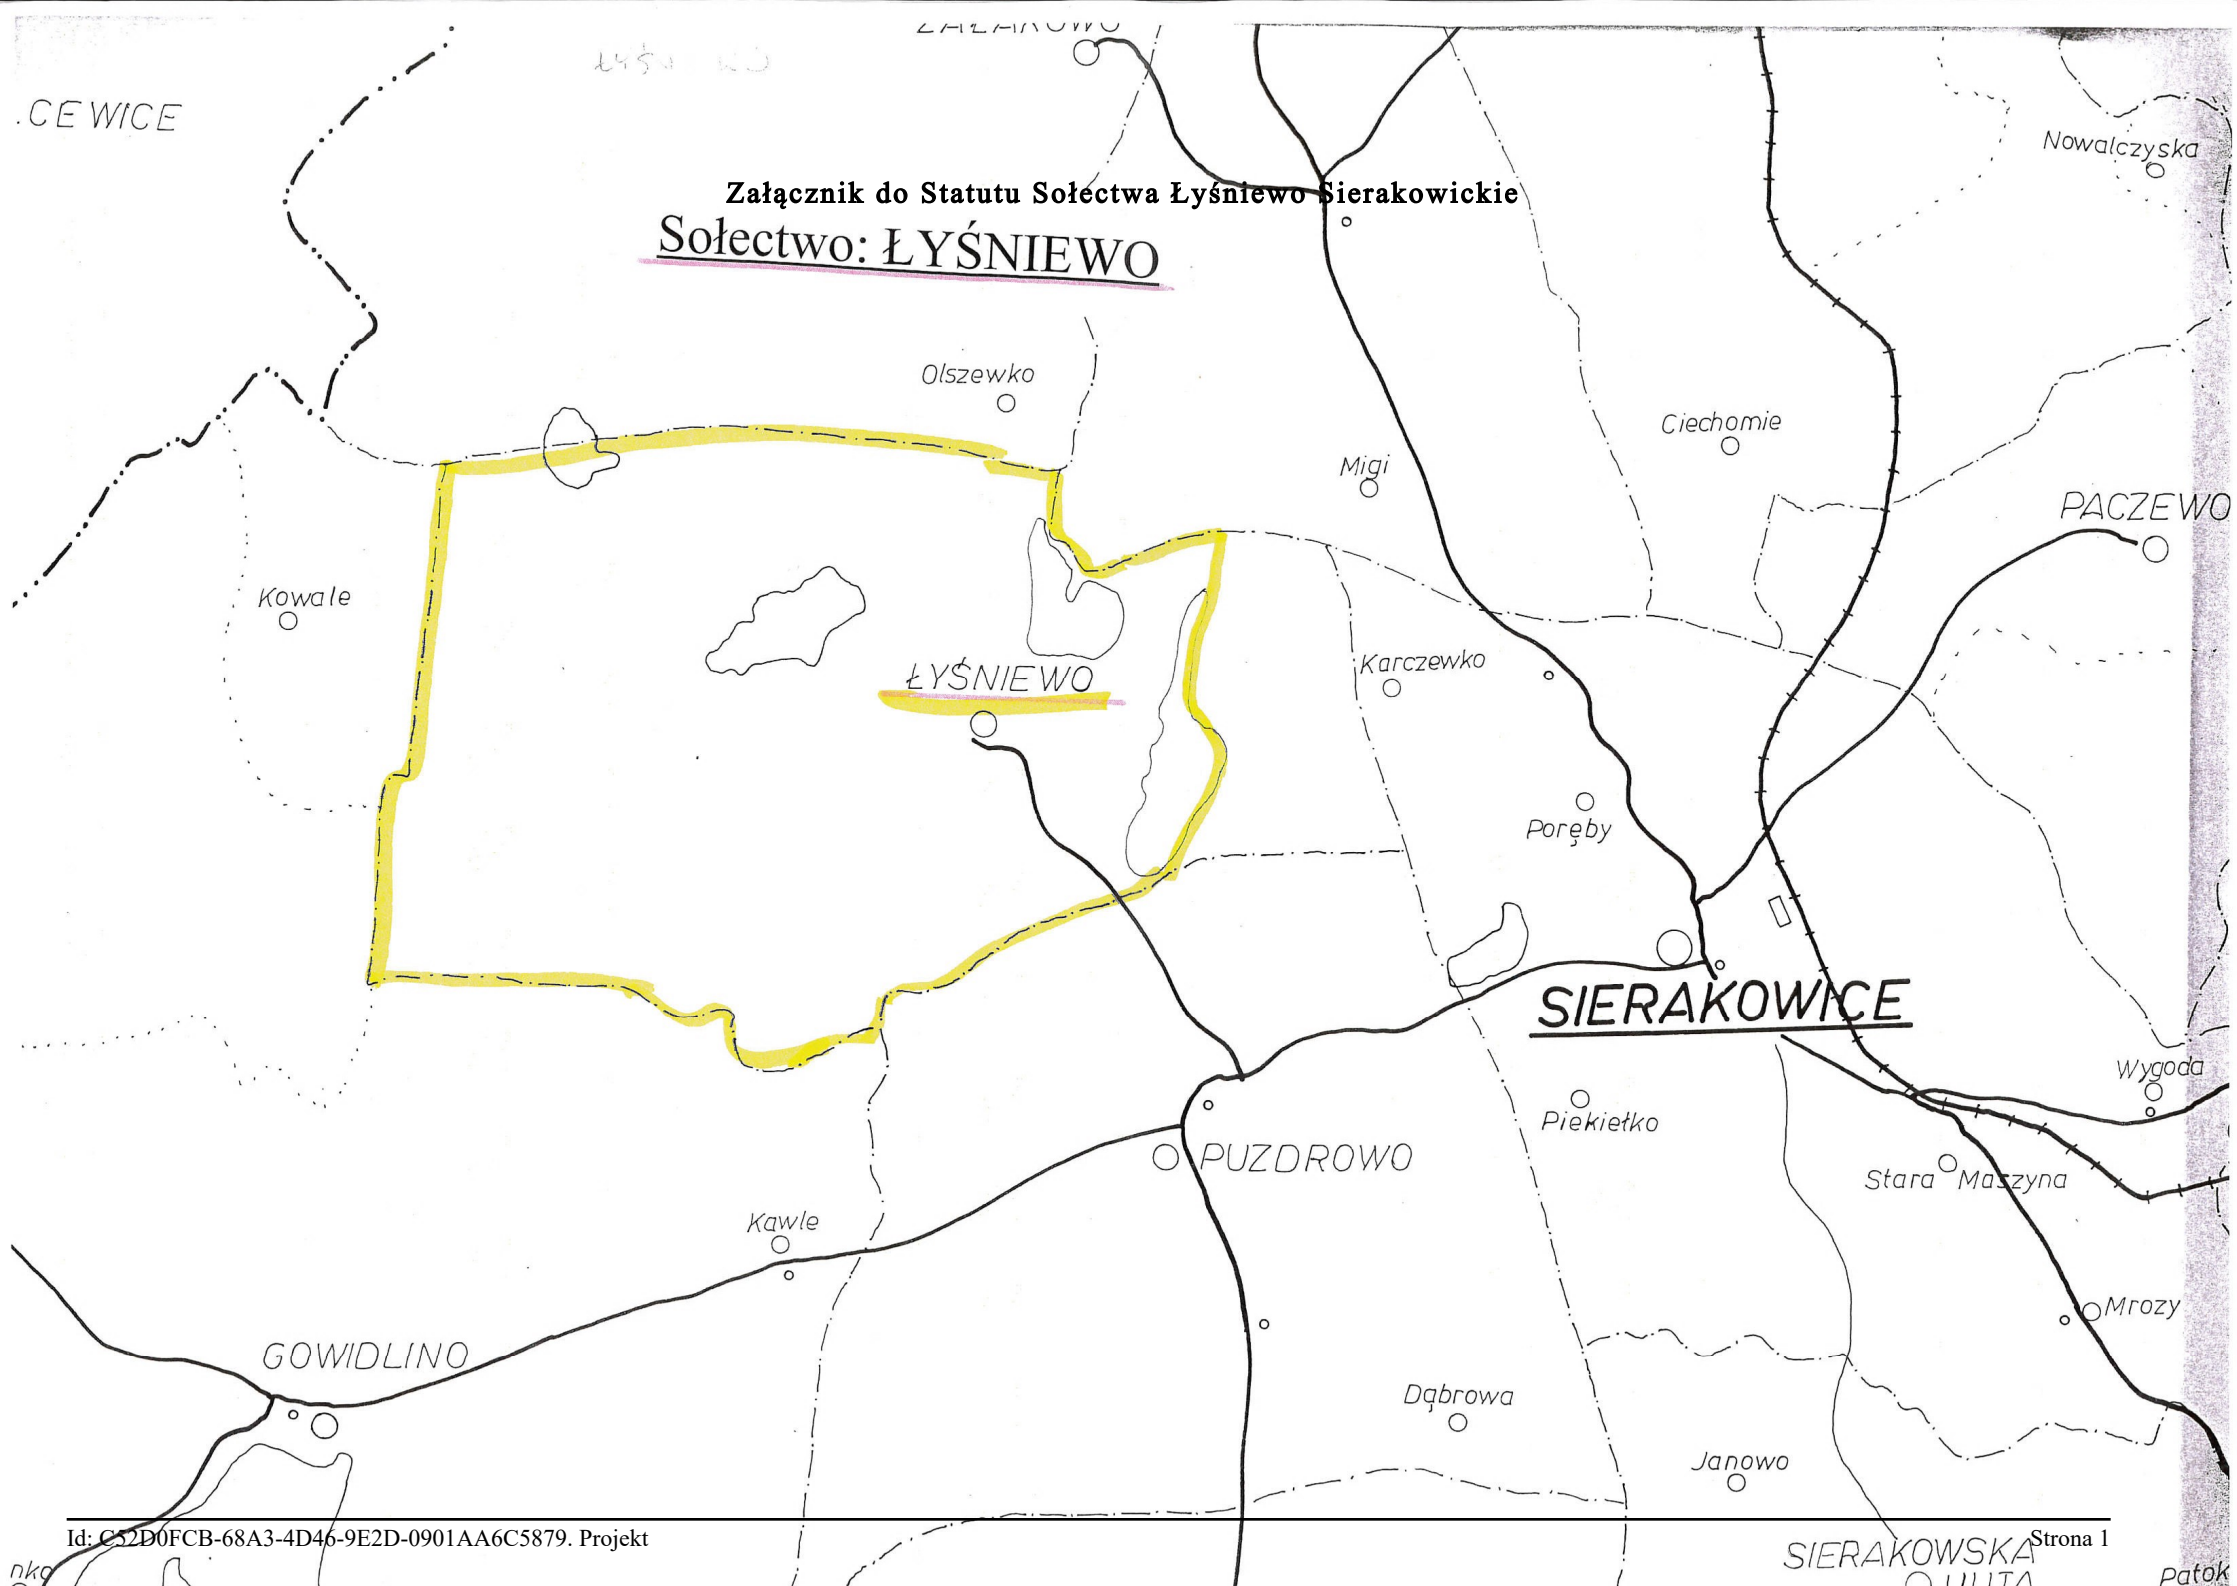 ZAŁAKOWO
.CEWICE
Nowalczyska
Załącznik do Statutu Sołectwa Łyśniewo Sierakowickie
Sołectwo: ŁYŚNIEWO
Olszewko
Ciechomie
Migi
PACZEWO
Kowale
Karczewko
ŁYŚNIEWO
Poręby
SIERAKOWICE
Wygoda
Piekiełko
PUZDROWO
Stara Maszyna
Kawle
Mrozy
GOWIDLINO
Dąbrowa
Janowo
Id: C52D0FCB-68A3-4D46-9E2D-0901AA6C5879. Projekt
Strona 1
SIERAKOWSKA
HUTA
Patok